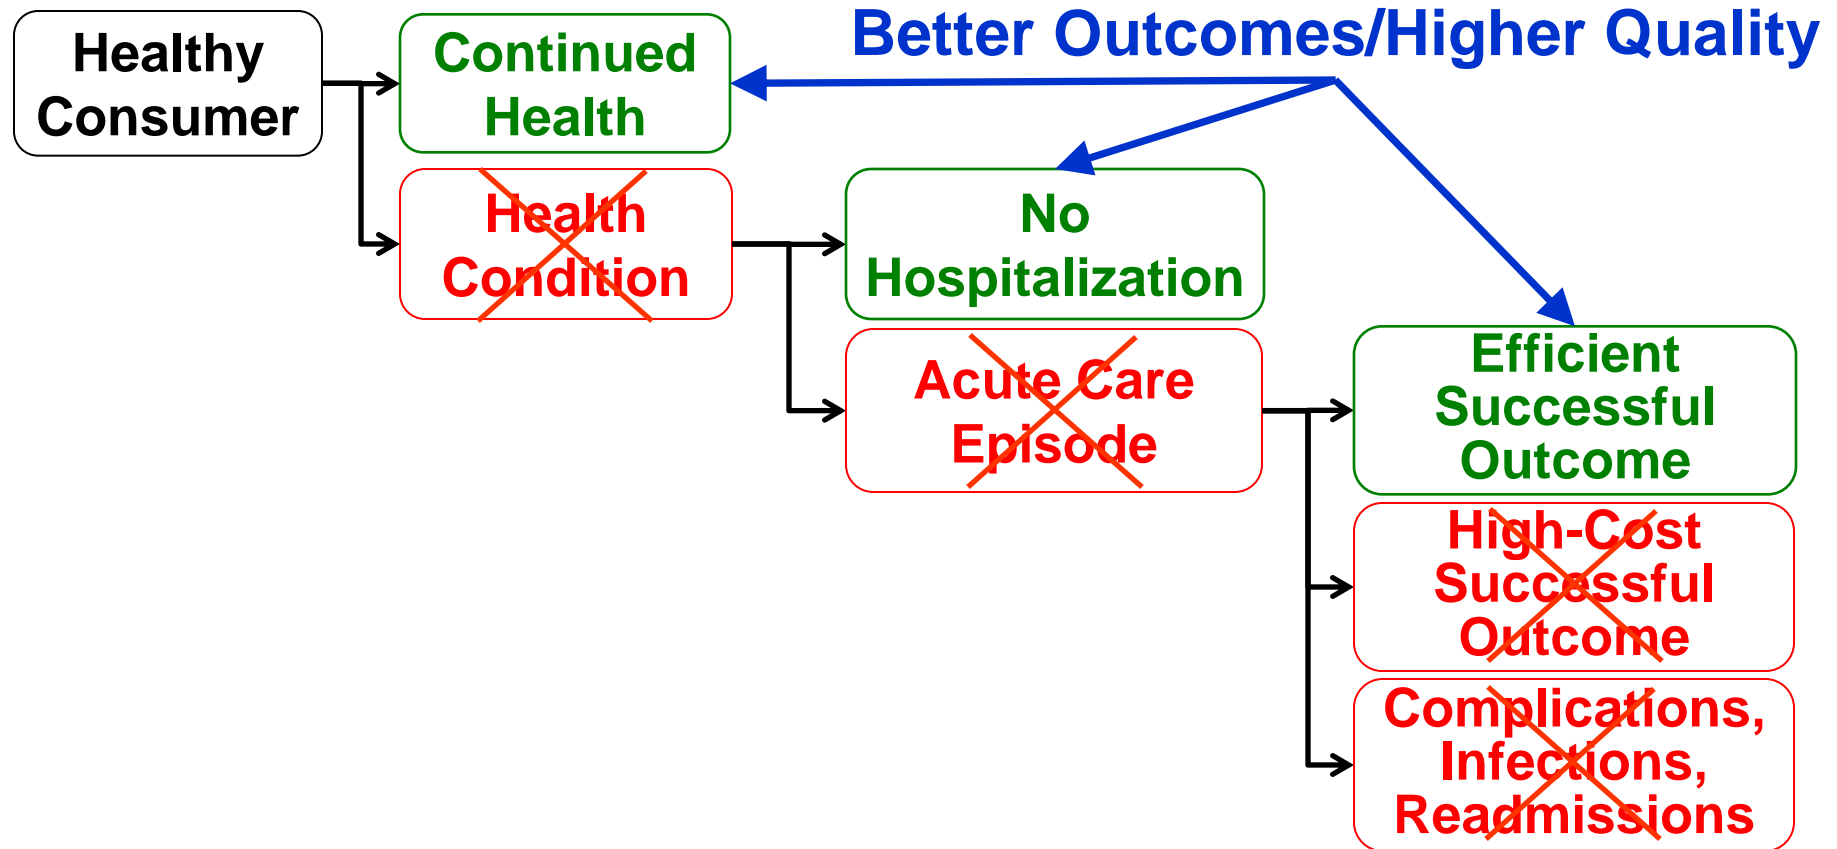 Healthy
Consumer
Continued
Health
Better Outcomes/Higher Quality
Health
Condition
No
Hospitalization
Acute Care
Episode
Efficient
Successful
Outcome
High-Cost
Successful
Outcome
Complications,
Infections,
Readmissions